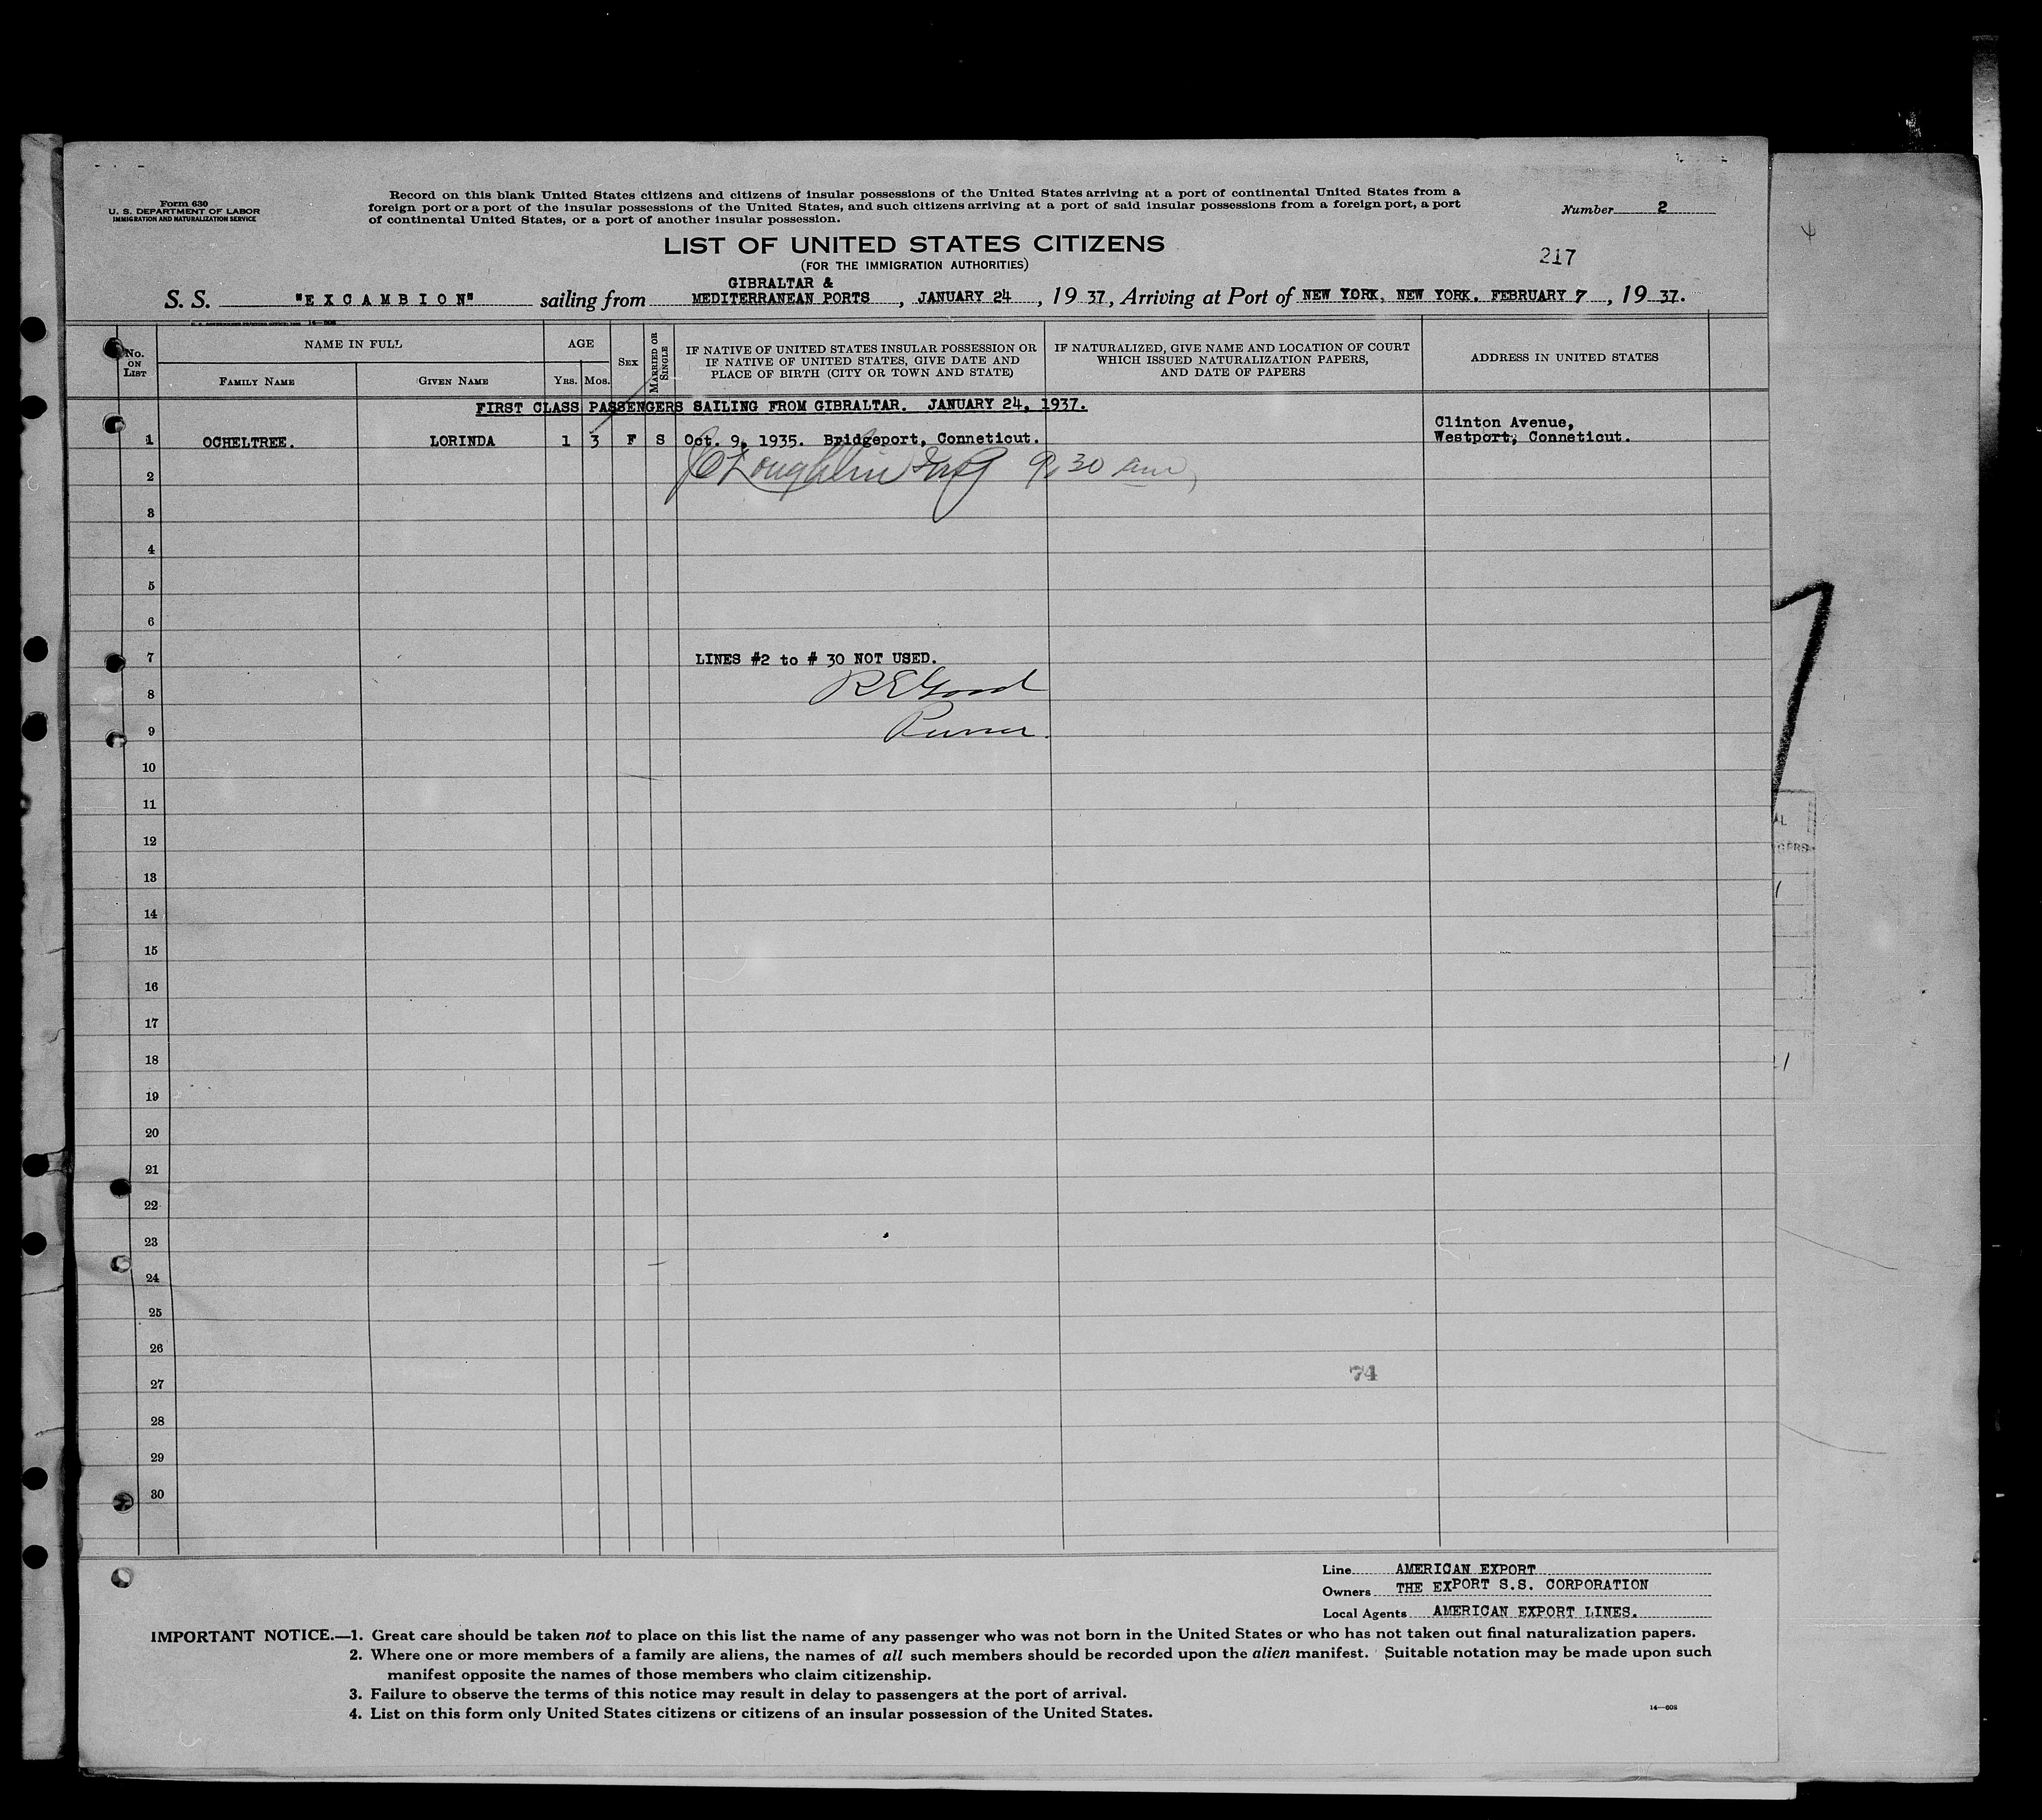 Form 630
U. S. DEPARTMENT OF LABOR
IMMIGRATION AND NATURALIZATION SERVICE
Record on this blank United States citizens and citizens of insular possessions of the United States arriving at a port of continental United States from a
foreign port or a port of the insular possessions of the United States, and such citizens arriving at a port of said insular possessions from a foreign port, a port
of continental United States, or a port of another insular possession.
Number 2
LIST OF UNITED STATES CITIZENS
(FOR THE IMMIGRATION AUTHORITIES)
217
S. S. "EXCAMBION" sailing from GIBRALTAR & MEDITERRANEAN PORTS, JANUARY 24, 1937, Arriving at Port of NEW YORK, NEW YORK. FEBRUARY 7, 1937.
No. ON LIST
NAME IN FULL
FAMILY NAME
GIVEN NAME
AGE
YRS. MOS.
SEX
MARRIED OR SINGLE
IF NATIVE OF UNITED STATES INSULAR POSSESSION OR
IF NATIVE OF UNITED STATES, GIVE DATE AND
PLACE OF BIRTH (CITY OR TOWN AND STATE)
IF NATURALIZED, GIVE NAME AND LOCATION OF COURT
WHICH ISSUED NATURALIZATION PAPERS,
AND DATE OF PAPERS
ADDRESS IN UNITED STATES
FIRST CLASS PASSENGERS SAILING FROM GIBRALTAR. JANUARY 24, 1937.
Clinton Avenue,
1 OCHELTREE. LORINDA 1 3 F S Oct. 9, 1935. Bridgeport, Conneticut. Westport, Conneticut.
2 9,30 am
3
4
5
6
7 LINES #2 to # 30 NOT USED.
8
9 Purser.
10
11
12
13
14
15
16
17
18
19
20
21
22
23
24
25
26
74
27
28
29
30
Line AMERICAN EXPORT
Owners THE EXPORT S.S. CORPORATION
Local Agents AMERICAN EXPORT LINES.
IMPORTANT NOTICE.—1. Great care should be taken not to place on this list the name of any passenger who was not born in the United States or who has not taken out final naturalization papers.
2. Where one or more members of a family are aliens, the names of all such members should be recorded upon the alien manifest. Suitable notation may be made upon such
manifest opposite the names of those members who claim citizenship.
3. Failure to observe the terms of this notice may result in delay to passengers at the port of arrival.
4. List on this form only United States citizens or citizens of an insular possession of the United States.
14—608